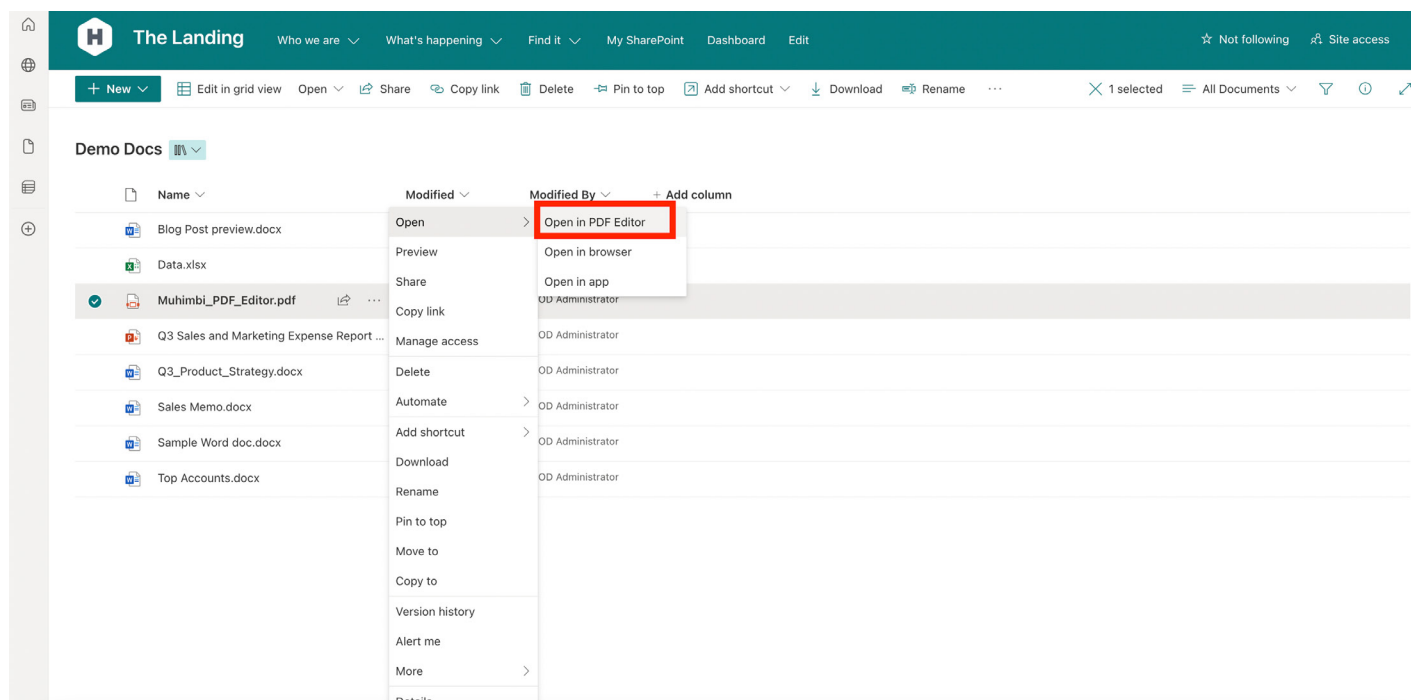 H The Landing Who we are What's happening Find it My SharePoint Dashboard Edit Not following Site access
New Edit in grid view Open Share Copy link Delete Pin to top Add shortcut Download Rename ··· 1 selected All Documents
Demo Docs
Name Modified Modified By + Add column
Blog Post preview.docx
Data.xlsx
Muhimbi_PDF_Editor.pdf ··· OD Administrator
Q3 Sales and Marketing Expense Report ... OD Administrator
Q3_Product_Strategy.docx OD Administrator
Sales Memo.docx OD Administrator
Sample Word doc.docx OD Administrator
Top Accounts.docx OD Administrator
Open
Preview
Share
Copy link
Manage access
Delete
Automate
Add shortcut
Download
Rename
Pin to top
Move to
Copy to
Version history
Alert me
More
Details
Open in PDF Editor
Open in browser
Open in app